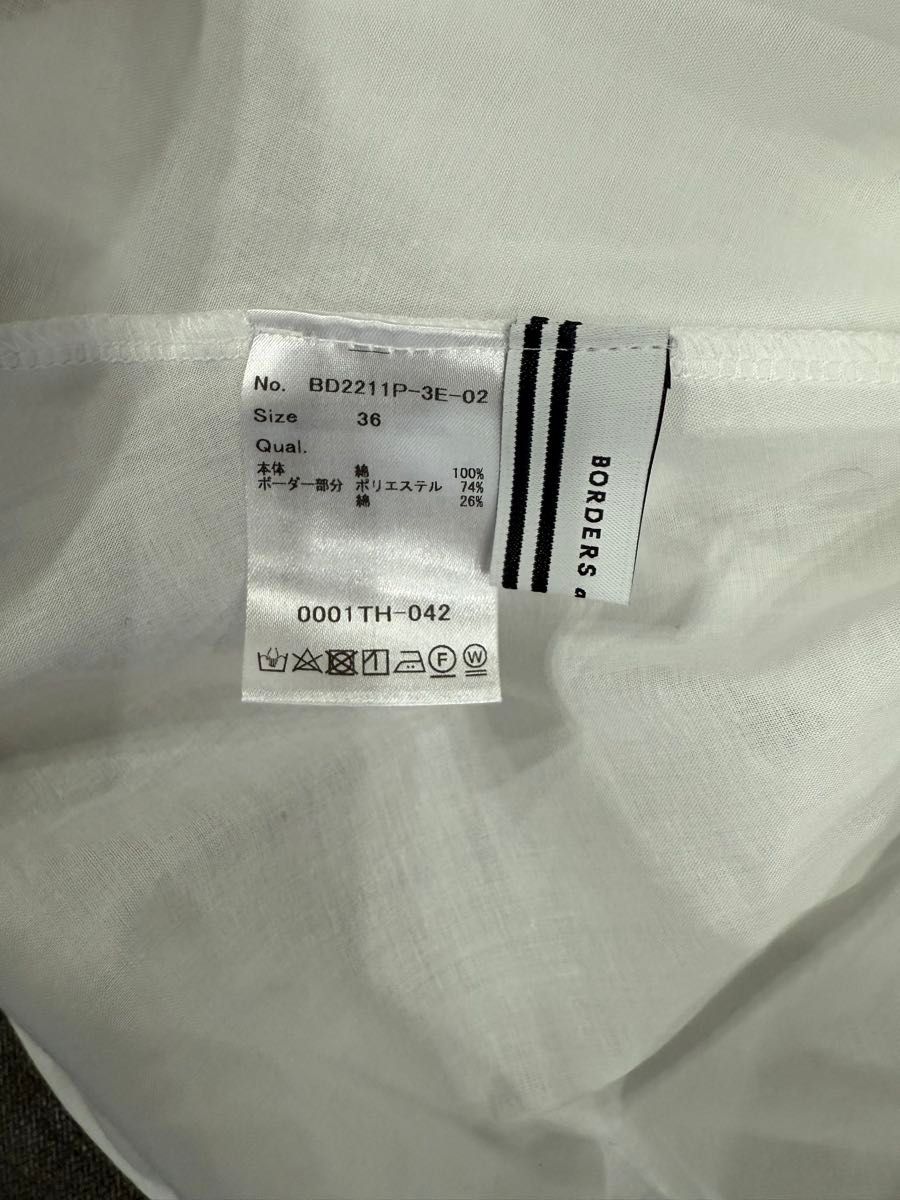 No. BD2211P-3E-02
Size 36
Qual.
本体 綿 100%
ボーダー部分 ポリエステル 74%
綿 26%
0001TH-042
1
F
W
BORDERS a